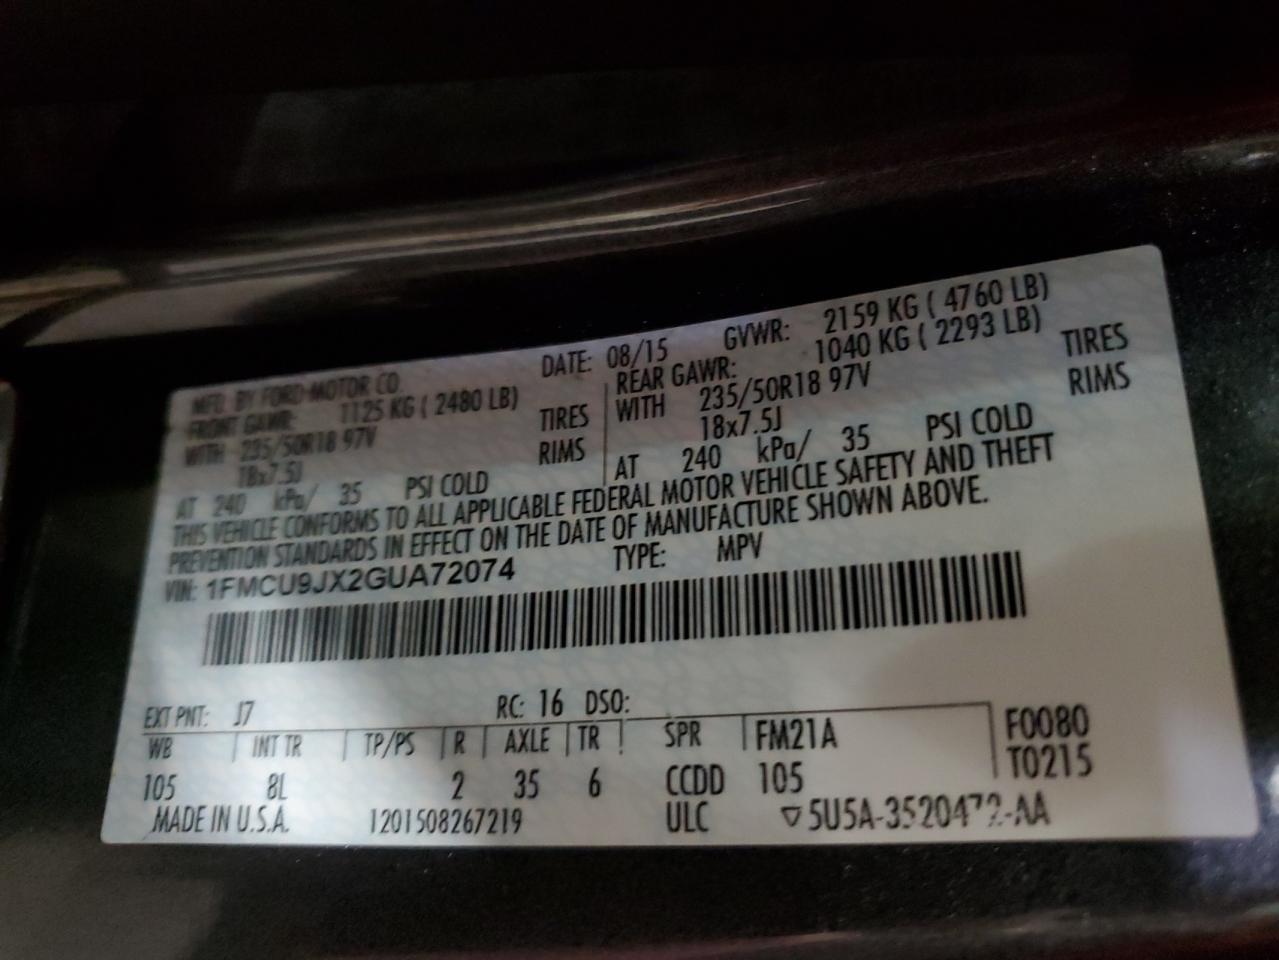 MFD. BY FORD MOTOR CO. DATE: 08/15 GVWR: 2159 KG ( 4760 LB)
FRONT GAWR: 1125 KG ( 2480 LB) REAR GAWR: 1040 KG ( 2293 LB)
WITH 235/50R18 97V TIRES WITH 235/50R18 97V TIRES
18x7.5J RIMS 18x7.5J RIMS
AT 240 kPa/ 35 PSI COLD AT 240 kPa/ 35 PSI COLD
THIS VEHICLE CONFORMS TO ALL APPLICABLE FEDERAL MOTOR VEHICLE SAFETY AND THEFT
PREVENTION STANDARDS IN EFFECT ON THE DATE OF MANUFACTURE SHOWN ABOVE.
VIN: 1FMCU9JX2GUA72074 TYPE: MPV
EXT PNT: J7 RC: 16 DSO:
WB INT TR TP/PS R AXLE TR SPR FM21A F0080
105 8L 2 35 6 CCDD 105 T0215
MADE IN U.S.A. 1201508267219 ULC ▽5U5A-3520472-AA